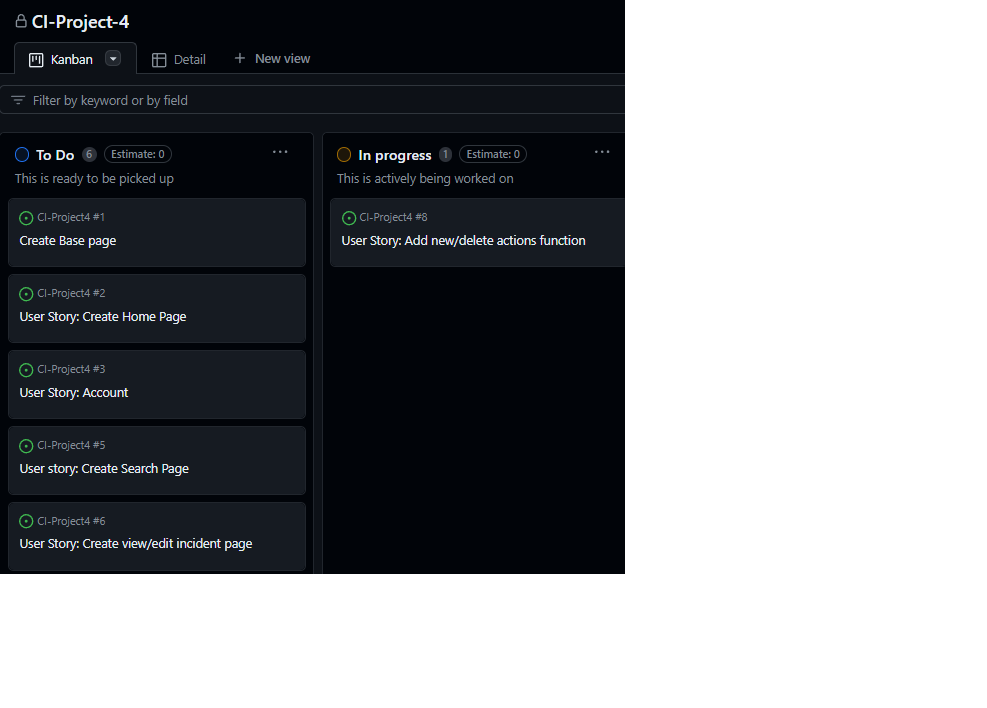 CI-Project-4
Kanban
Detail
New view
Filter by keyword or by field
To Do 6 Estimate: 0
This is ready to be picked up
CI-Project4 #1
Create Base page
CI-Project4 #2
User Story: Create Home Page
CI-Project4 #3
User Story: Account
CI-Project4 #5
User story: Create Search Page
CI-Project4 #6
User Story: Create view/edit incident page
In progress 1 Estimate: 0
This is actively being worked on
CI-Project4 #8
User Story: Add new/delete actions function